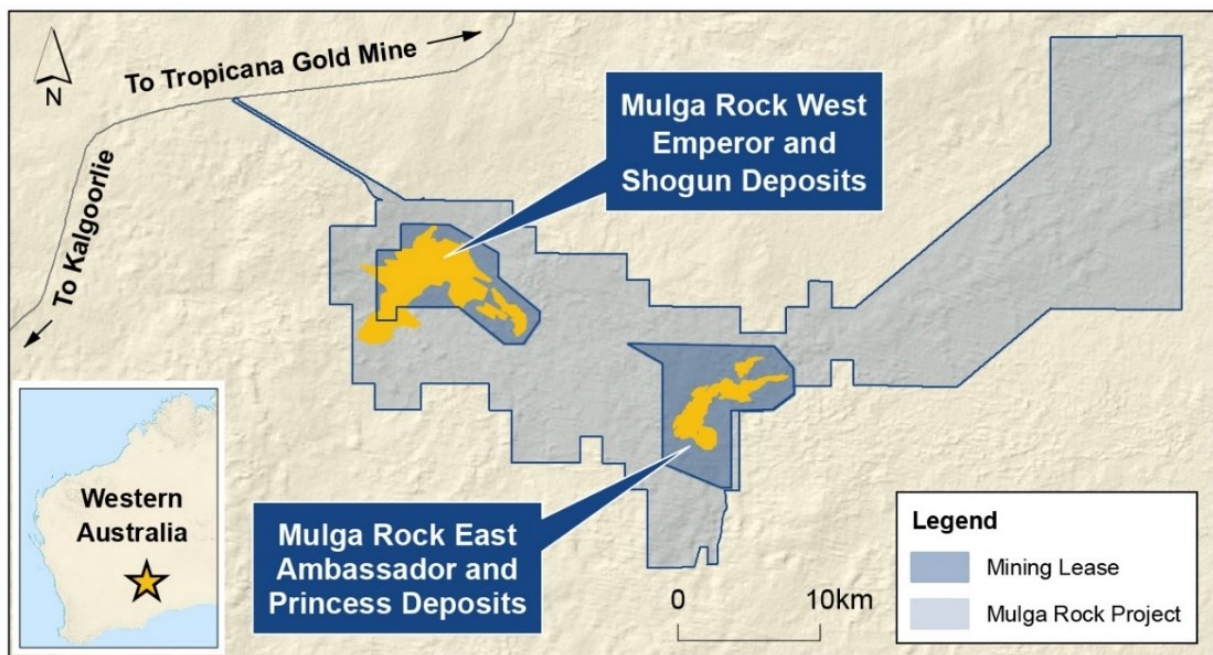 To Tropicana Gold Mine
N
To Kalgoorlie
Mulga Rock West
Emperor and
Shogun Deposits
Western
Australia
Mulga Rock East
Ambassador and
Princess Deposits
0 10km
Legend
Mining Lease
Mulga Rock Project